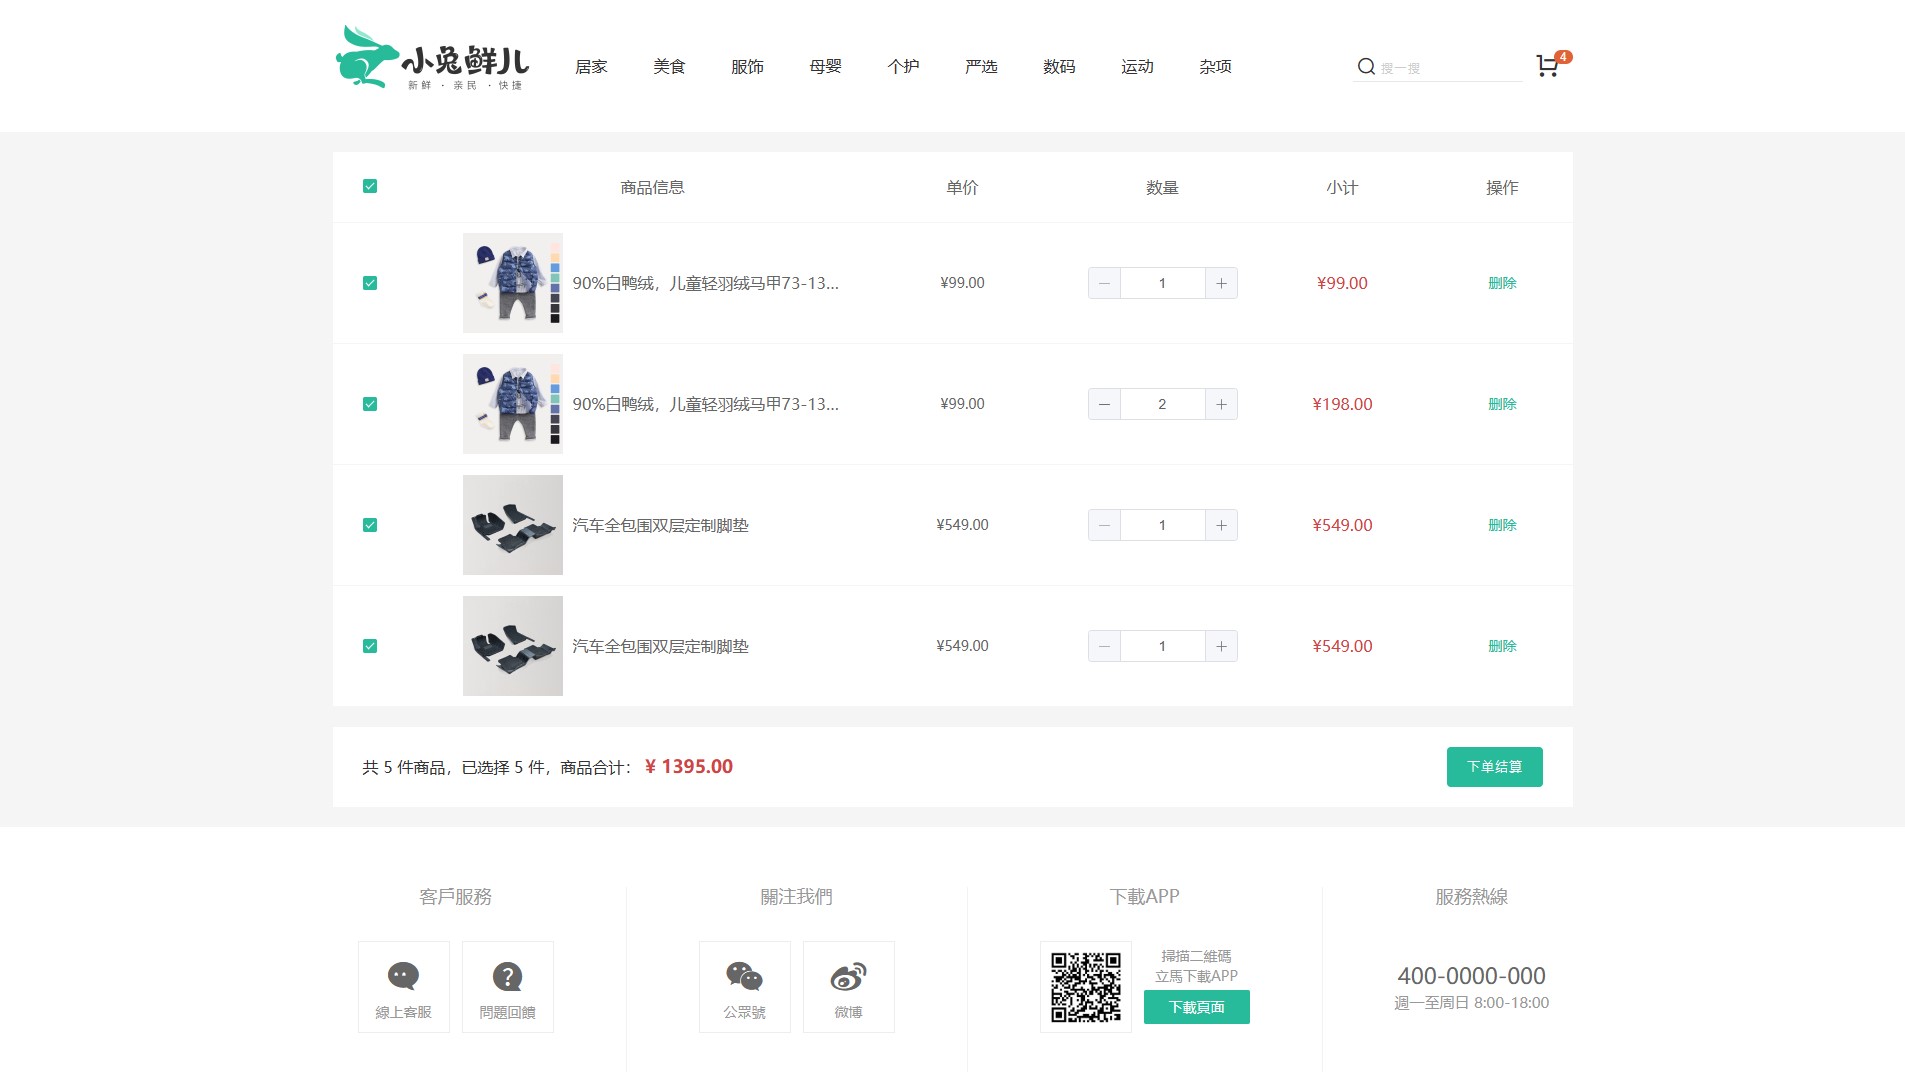 小兔鲜儿
新鲜 · 亲民 · 快捷
居家 美食 服饰 母婴 个护 严选 数码 运动 杂项
搜一搜
4
商品信息 单价 数量 小计 操作
90%白鸭绒，儿童轻羽绒马甲73-13... ¥99.00 1 ¥99.00 删除
90%白鸭绒，儿童轻羽绒马甲73-13... ¥99.00 2 ¥198.00 删除
汽车全包围双层定制脚垫 ¥549.00 1 ¥549.00 删除
汽车全包围双层定制脚垫 ¥549.00 1 ¥549.00 删除
共 5 件商品，已选择 5 件，商品合计： ¥ 1395.00 下单结算
客戶服務
線上客服 問題回饋
關注我們
公眾號 微博
下載APP
掃描二維碼
立馬下載APP
下載頁面
服務熱線
400-0000-000
週一至周日 8:00-18:00